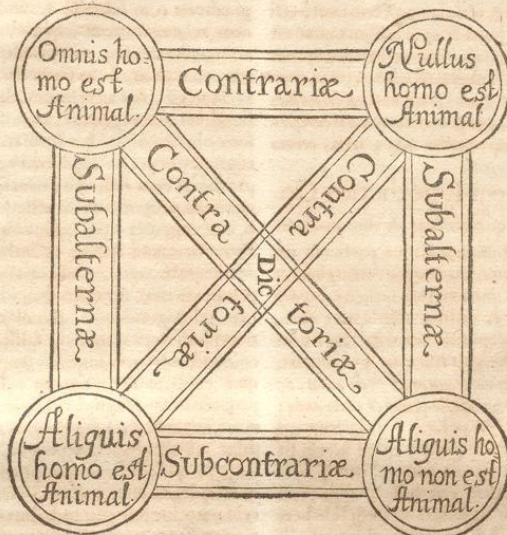 Omnis ho=
mo est
Animal.
Contrariæ
Nullus
homo est
Animal.
Subalternæ
Contra
Contra
Subalternæ
Dic
toriæ
toriæ
Aliquis
homo est
Animal.
Subcontrariæ
Aliquis ho,
mo non est
Animal.